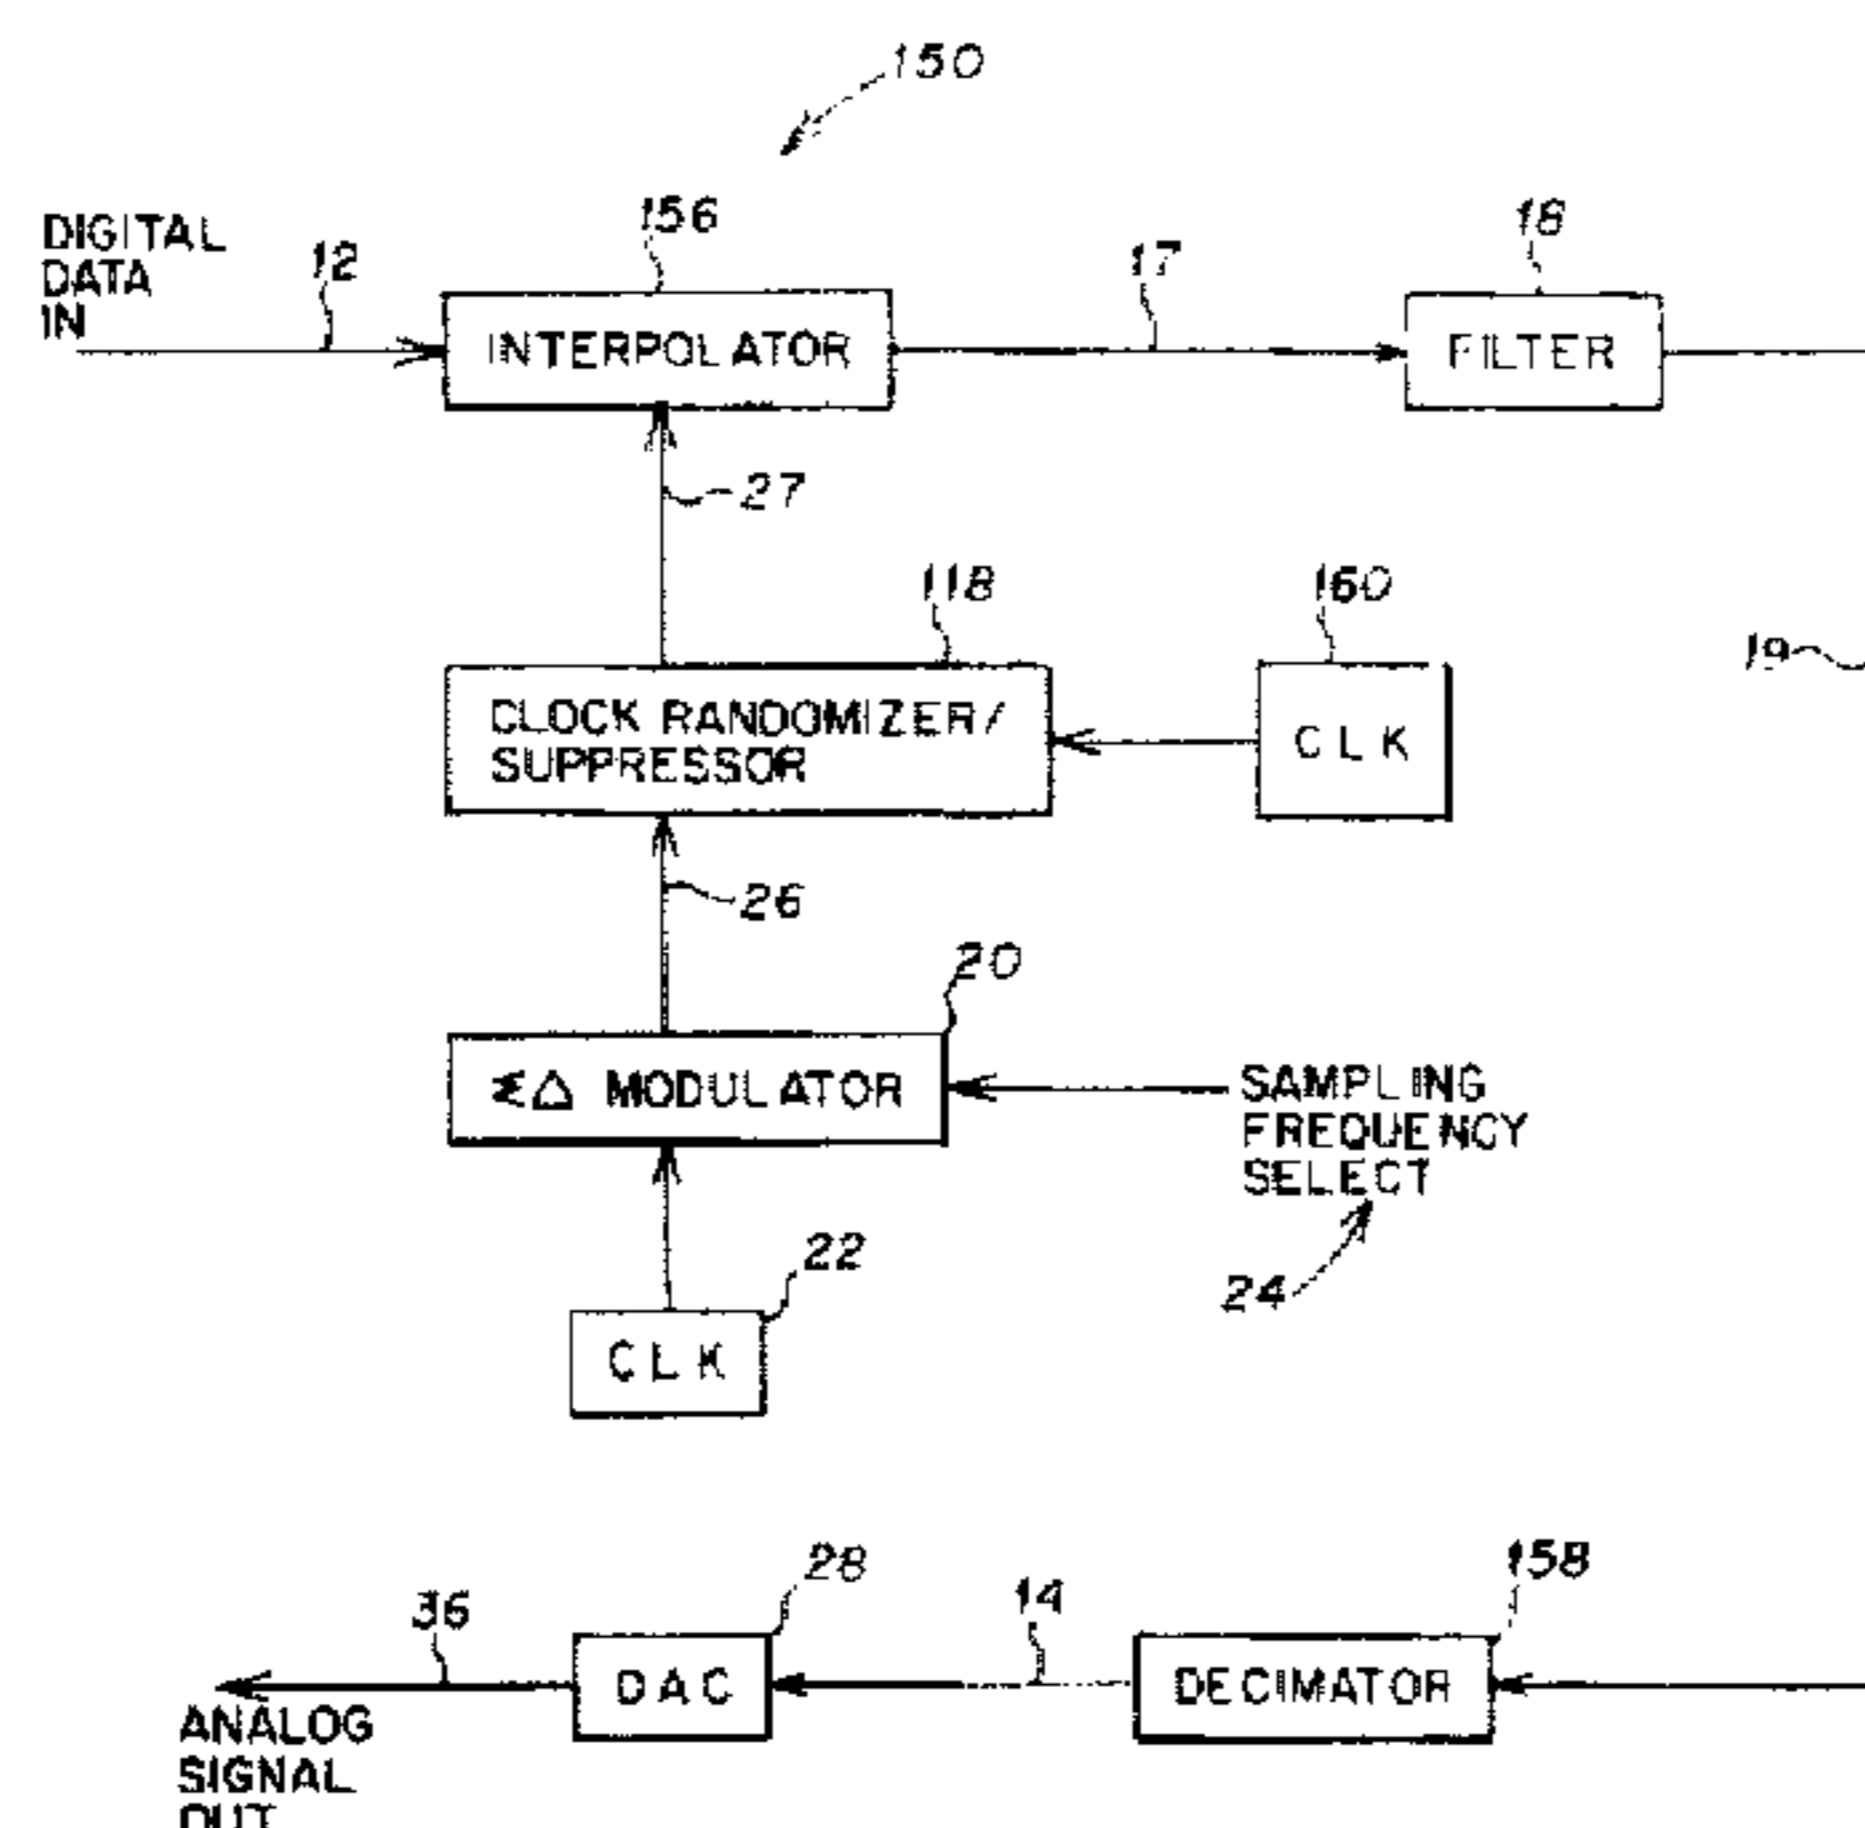 150
DIGITAL
DATA
IN
12
156
INTERPOLATOR
17
18
FILTER
27
118
CLOCK RANDOMIZER/
SUPPRESSOR
160
CLK
19
26
20
ΣΔ MODULATOR
SAMPLING
FREQUENCY
SELECT
24
22
CLK
36
ANALOG
SIGNAL
OUT
28
DAC
14
158
DECIMATOR